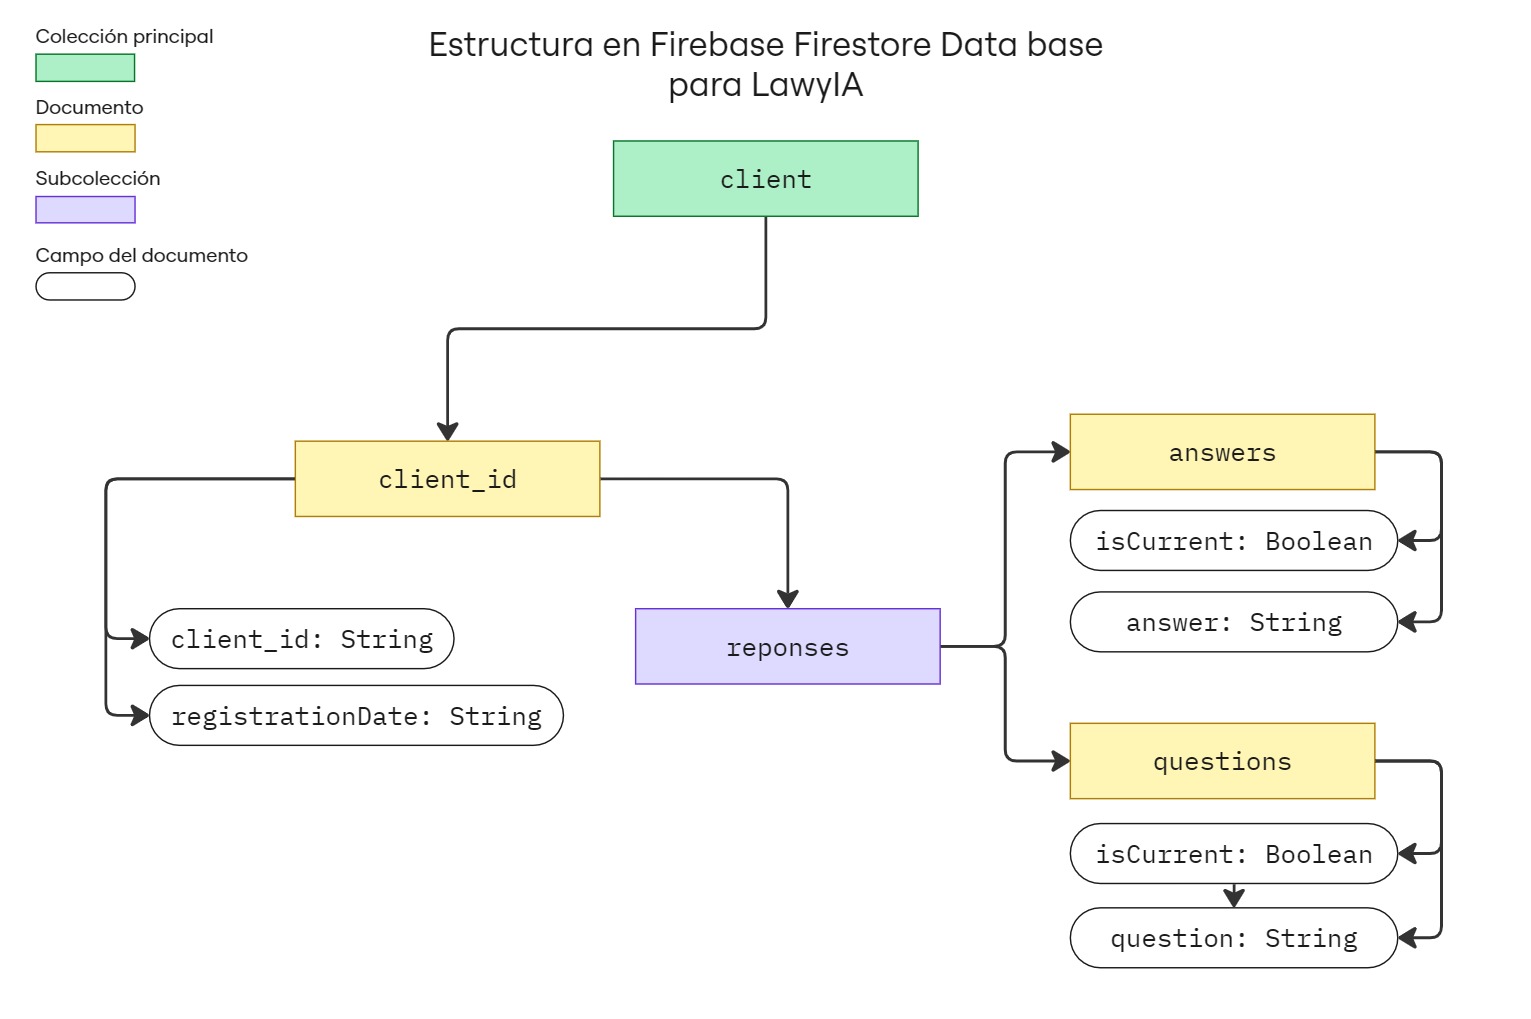 Colección principal
Documento
Subcolección
Campo del documento
Estructura en Firebase Firestore Data base
para LawyIA
client
client_id
client_id: String
registrationDate: String
reponses
answers
isCurrent: Boolean
answer: String
questions
isCurrent: Boolean
question: String